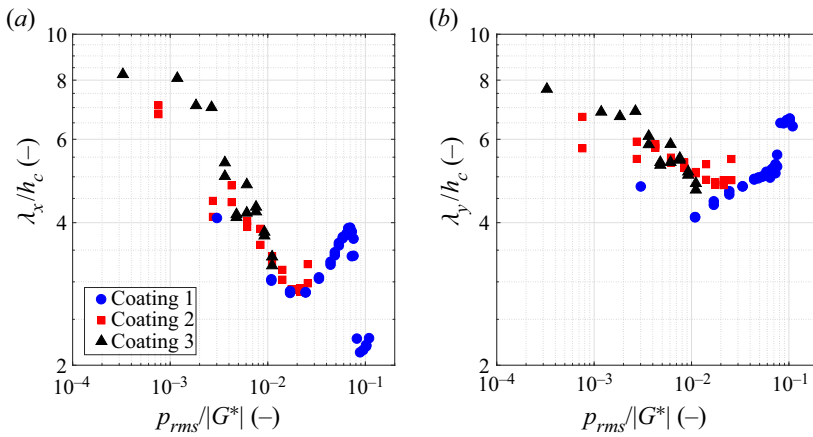 (a)
10
8
6
4
2
λx/hc (–)
Coating 1
Coating 2
Coating 3
10–4
10–3
10–2
10–1
prms/|G*| (–)
(b)
10
8
6
4
2
λy/hc (–)
10–4
10–3
10–2
10–1
prms/|G*| (–)